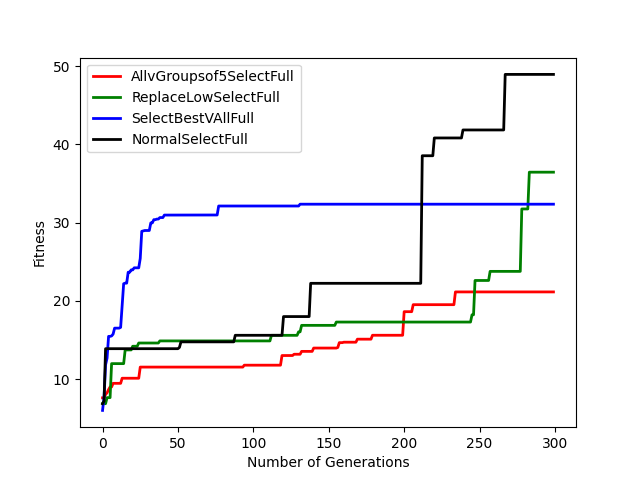 50
40
30
20
10
Fitness
AllvGroupsof5SelectFull
ReplaceLowSelectFull
SelectBestVAllFull
NormalSelectFull
0 50 100 150 200 250 300
Number of Generations